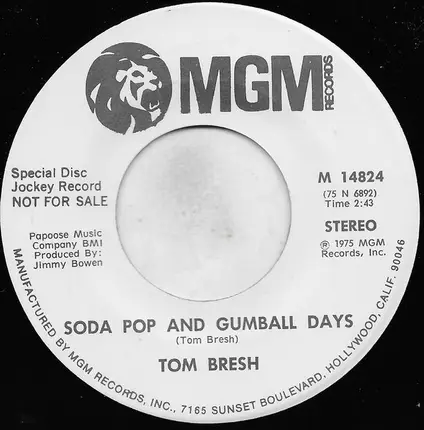 MGM
RECORDS
Special Disc
Jockey Record
NOT FOR SALE
Papoose Music
Company BMI
Produced By:
Jimmy Bowen
M 14824
(75 N 6892)
Time 2:43
STEREO
℗ 1975 MGM
Records, Inc.
SODA POP AND GUMBALL DAYS
(Tom Bresh)
TOM BRESH
MANUFACTURED BY MGM RECORDS, INC., 7165 SUNSET BOULEVARD, HOLLYWOOD, CALIF. 90046